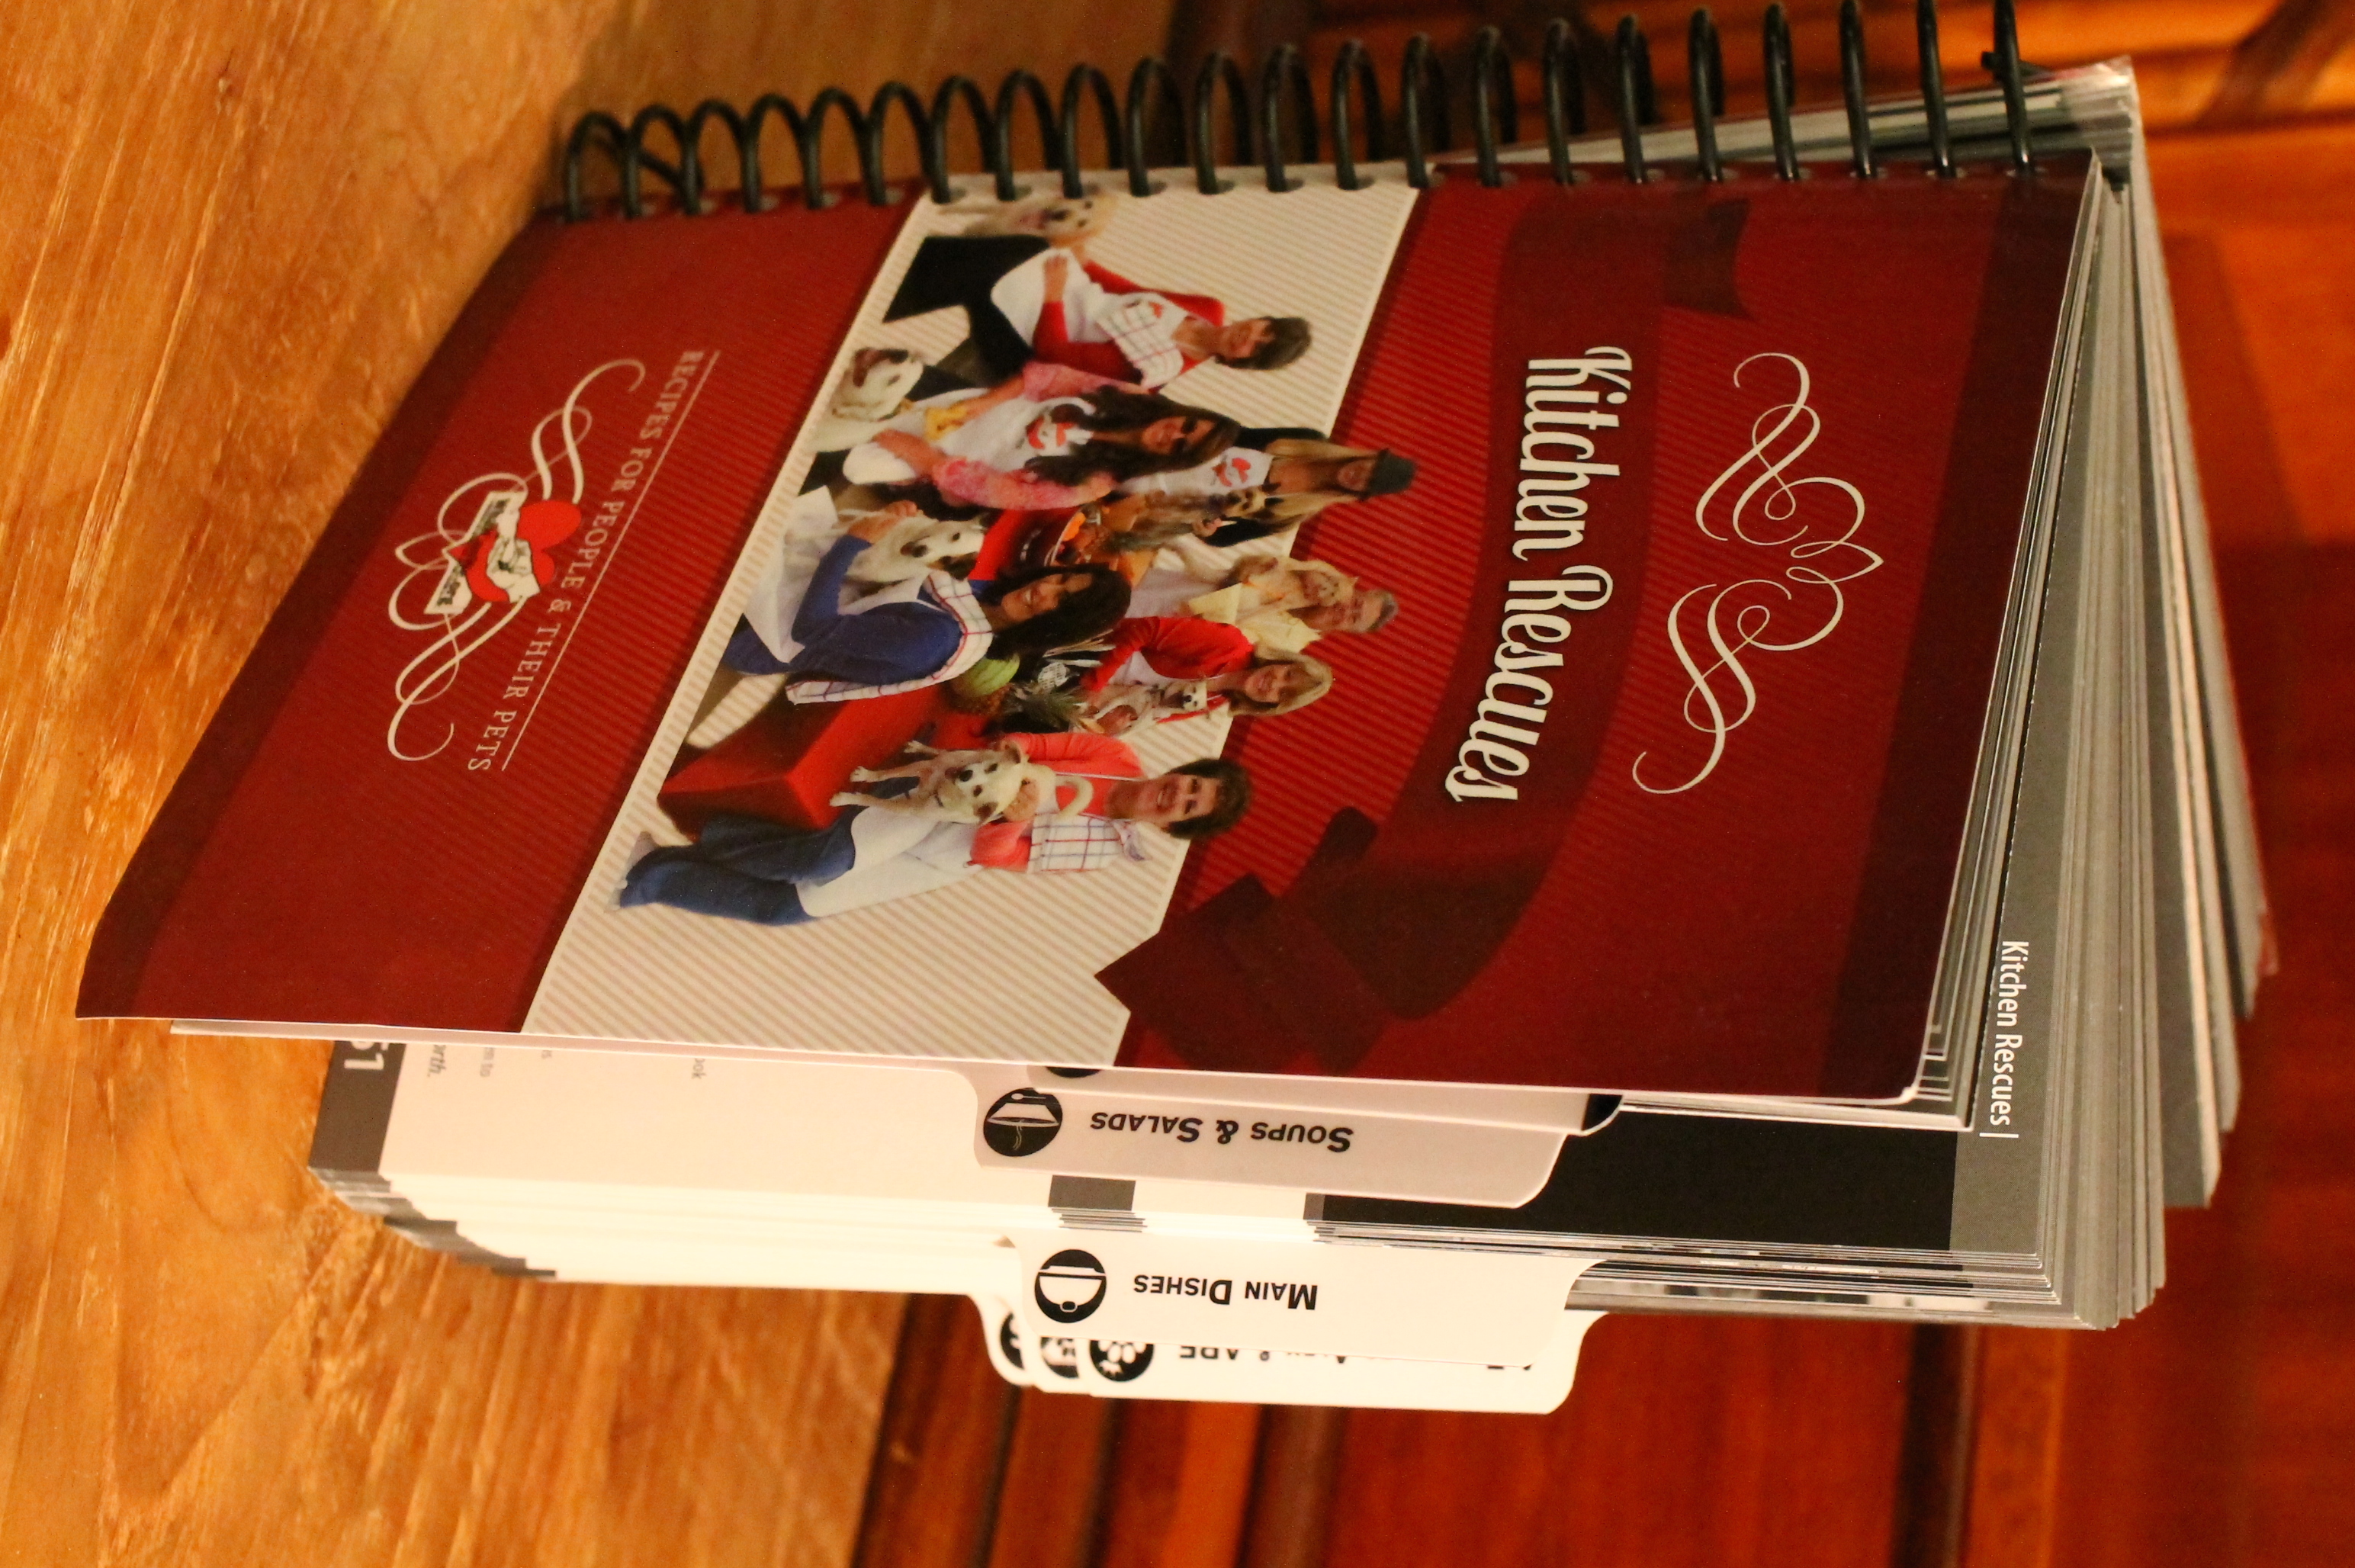 Kitchen Rescues |
Kitchen Rescues
SOUPS & SALADS
MAIN DISHES
RECIPES FOR PEOPLE & THEIR PETS
51